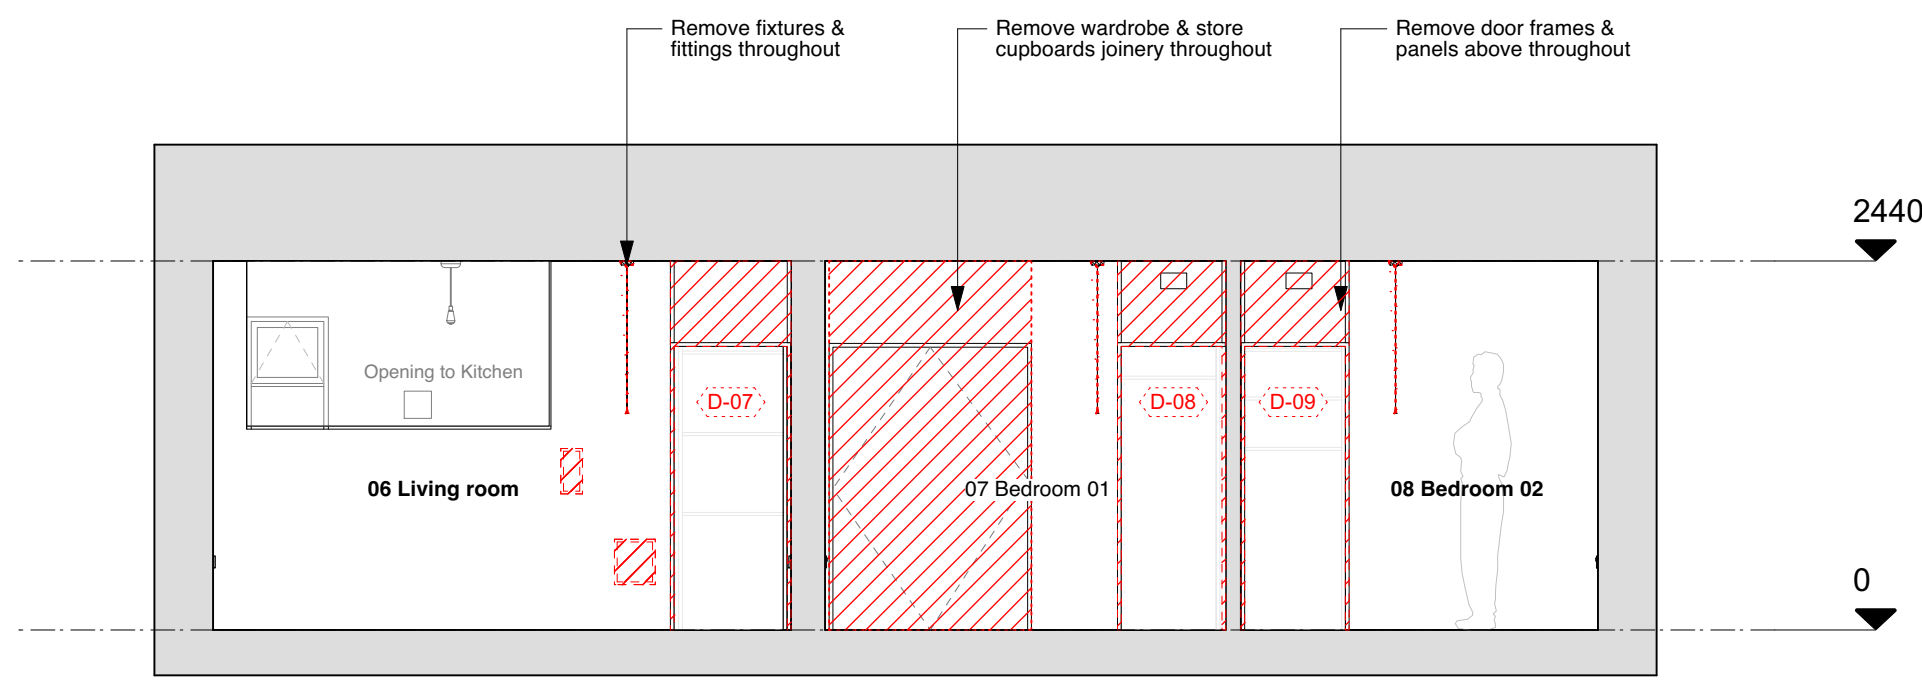 Remove fixtures &
fittings throughout
Remove wardrobe & store
cupboards joinery throughout
Remove door frames &
panels above throughout
2440
Opening to Kitchen
D-07
D-08
D-09
06 Living room
07 Bedroom 01
08 Bedroom 02
0